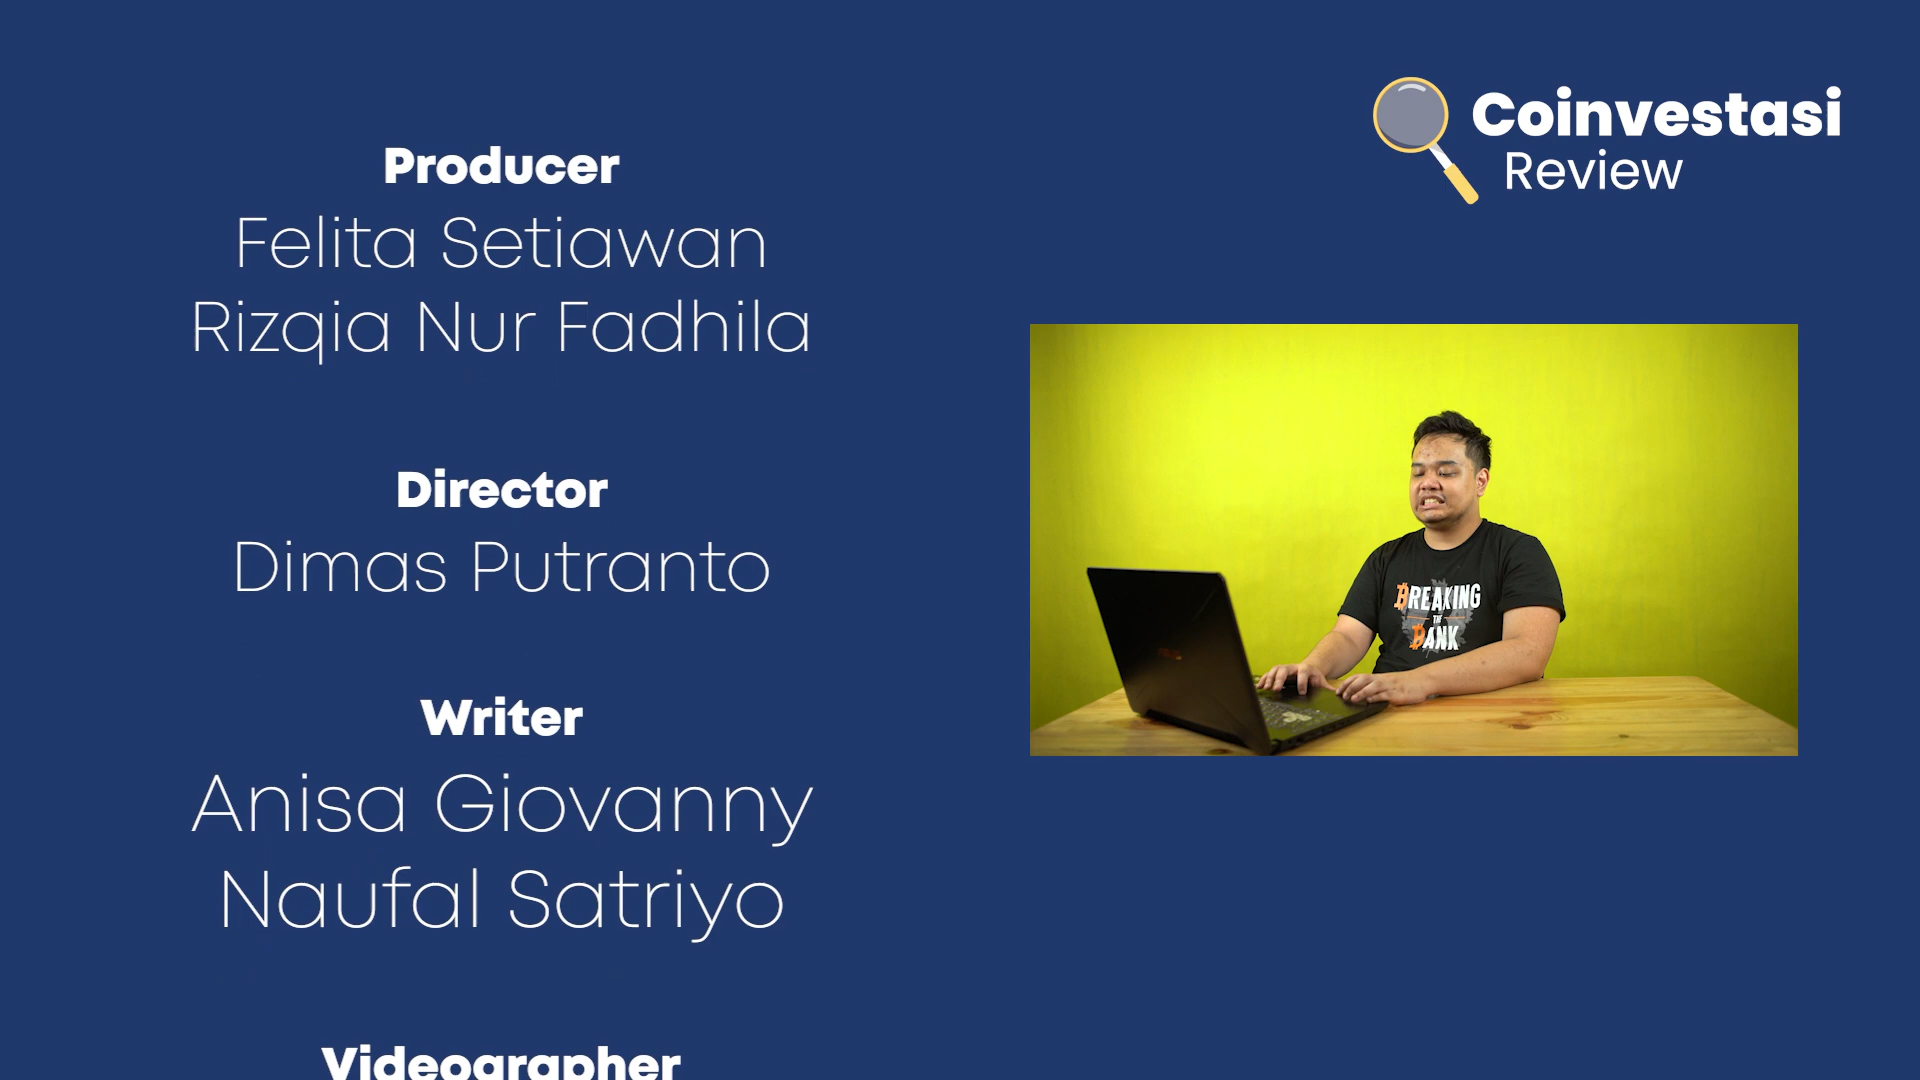 Coinvestasi
Review
Producer
Felita Setiawan
Rizqia Nur Fadhila
Director
Dimas Putranto
Writer
Anisa Giovanny
Naufal Satriyo
Videographer
BREAKING
THE
BANK